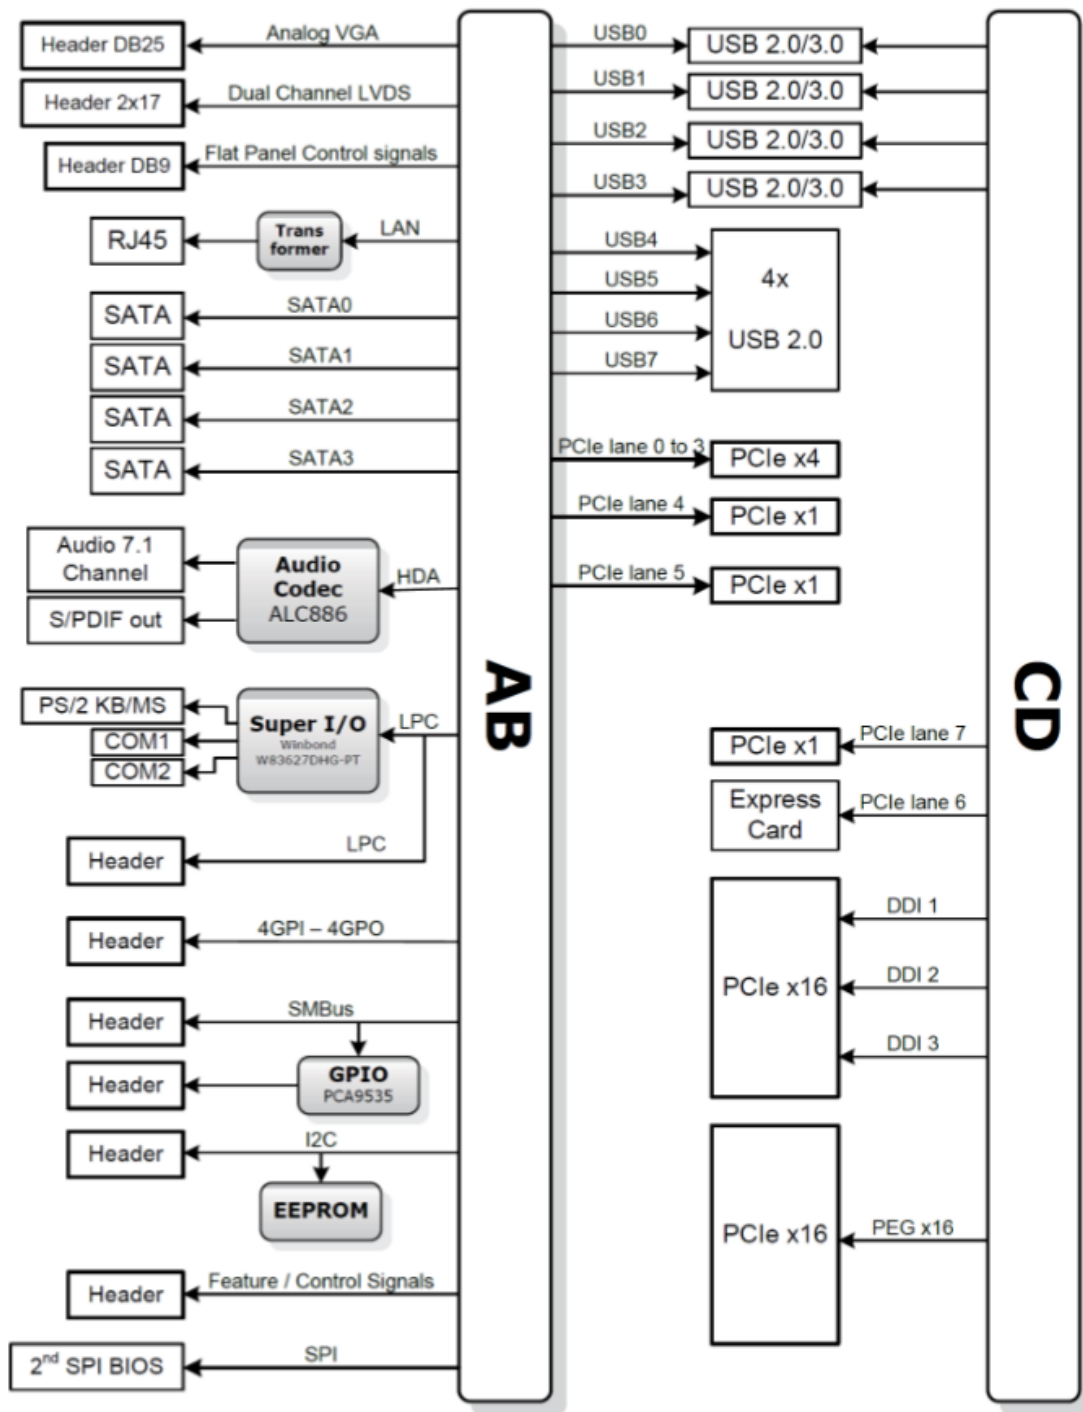 Header DB25
Analog VGA
Header 2x17
Dual Channel LVDS
Header DB9
Flat Panel Control signals
RJ45
Trans
former
LAN
SATA
SATA0
SATA
SATA1
SATA
SATA2
SATA
SATA3
Audio 7.1
Channel
S/PDIF out
Audio
Codec
ALC886
HDA
PS/2 KB/MS
COM1
COM2
Super I/O
Winbond
W83627DHG-PT
LPC
Header
LPC
Header
4GPI – 4GPO
Header
SMBus
Header
GPIO
PCA9535
Header
I2C
EEPROM
Header
Feature / Control Signals
2nd SPI BIOS
SPI
AB
USB0
USB 2.0/3.0
USB1
USB 2.0/3.0
USB2
USB 2.0/3.0
USB3
USB 2.0/3.0
USB4
USB5
USB6
USB7
4x
USB 2.0
PCIe lane 0 to 3
PCIe x4
PCIe lane 4
PCIe x1
PCIe lane 5
PCIe x1
PCIe x1
PCIe lane 7
Express
Card
PCIe lane 6
PCIe x16
DDI 1
DDI 2
DDI 3
PCIe x16
PEG x16
CD